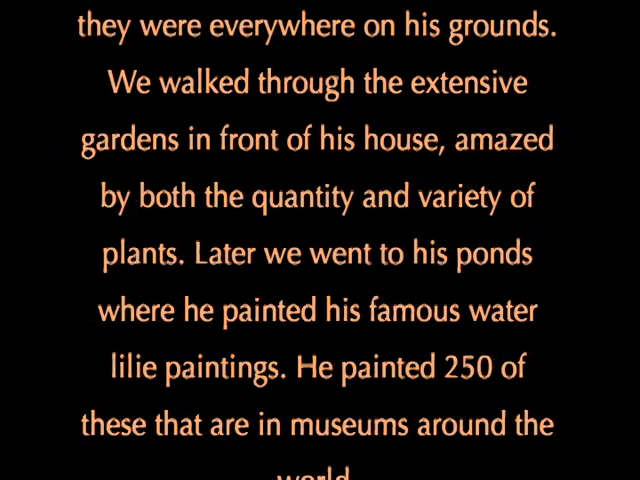 they were everywhere on his grounds.
We walked through the extensive
gardens in front of his house, amazed
by both the quantity and variety of
plants. Later we went to his ponds
where he painted his famous water
lilie paintings. He painted 250 of
these that are in museums around the
world